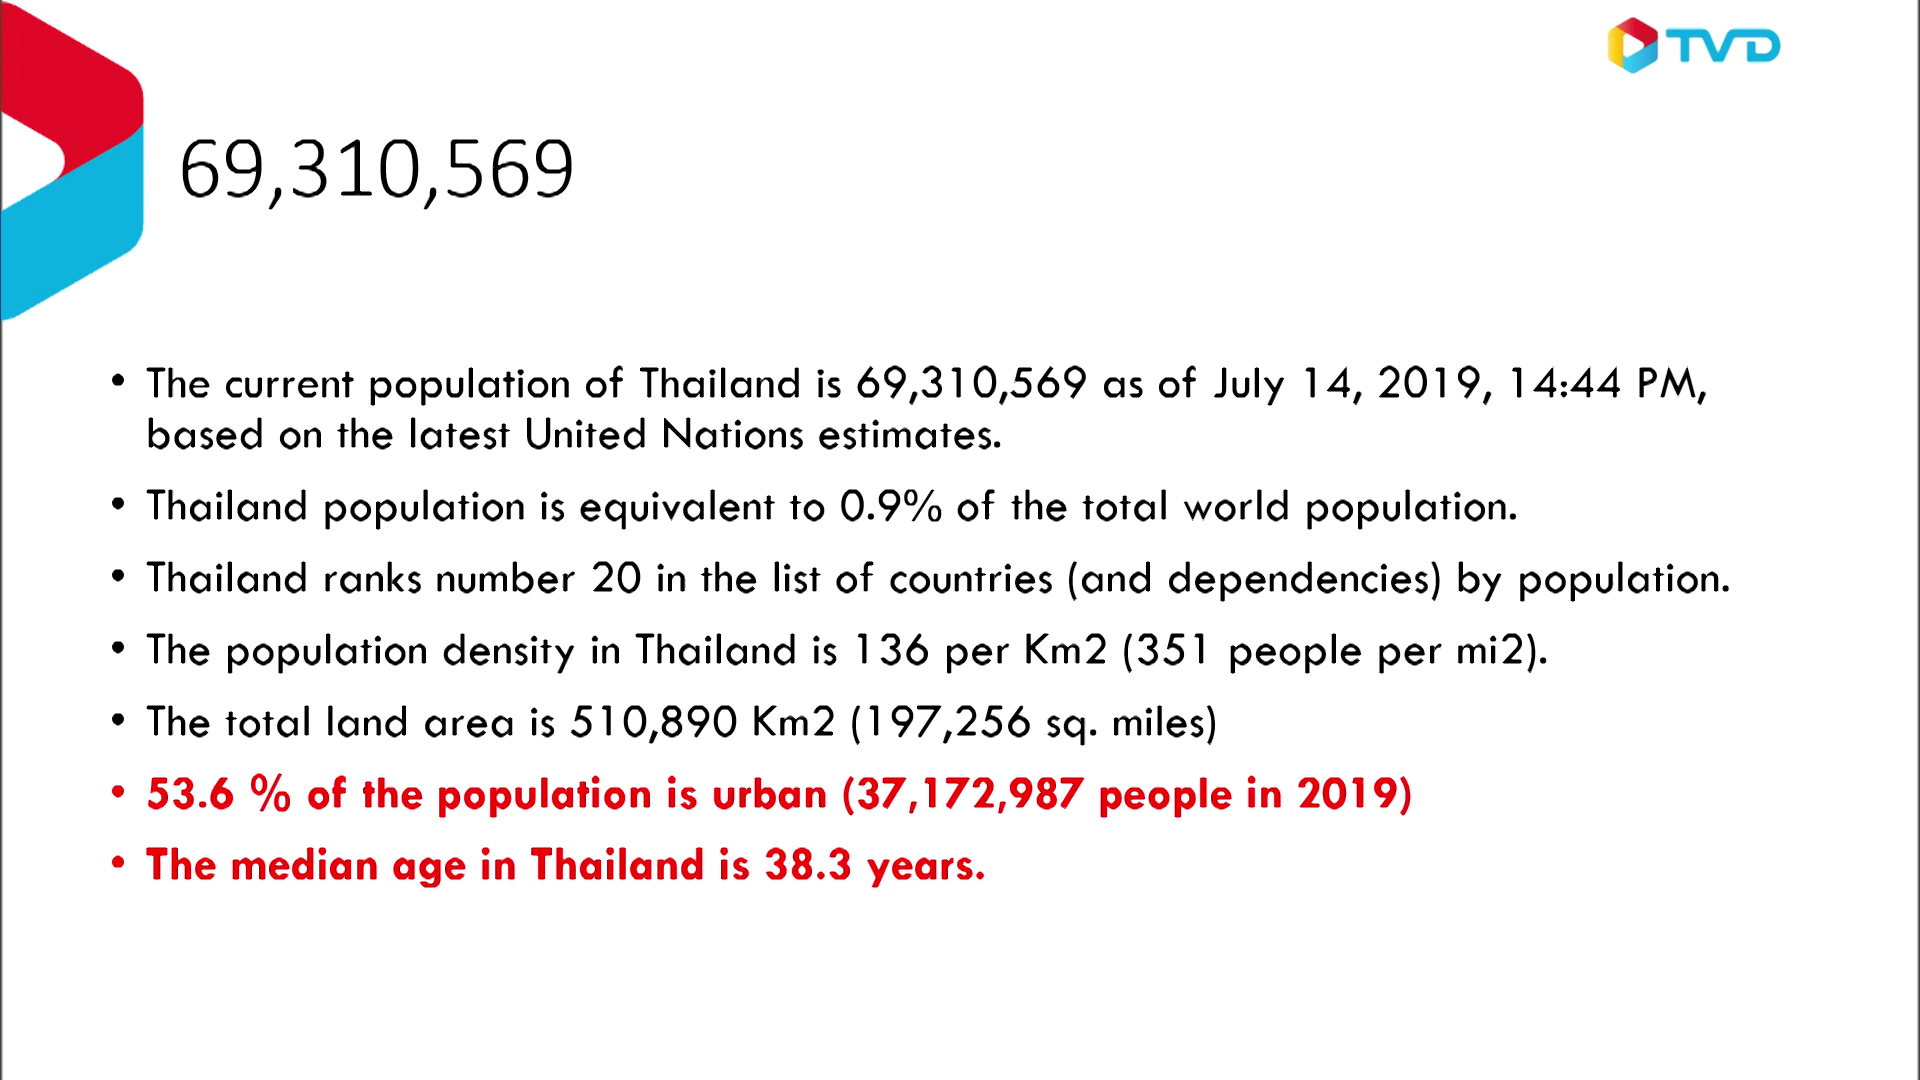 TVD
69,310,569
• The current population of Thailand is 69,310,569 as of July 14, 2019, 14:44 PM,
based on the latest United Nations estimates.
• Thailand population is equivalent to 0.9% of the total world population.
• Thailand ranks number 20 in the list of countries (and dependencies) by population.
• The population density in Thailand is 136 per Km2 (351 people per mi2).
• The total land area is 510,890 Km2 (197,256 sq. miles)
• 53.6 % of the population is urban (37,172,987 people in 2019)
• The median age in Thailand is 38.3 years.